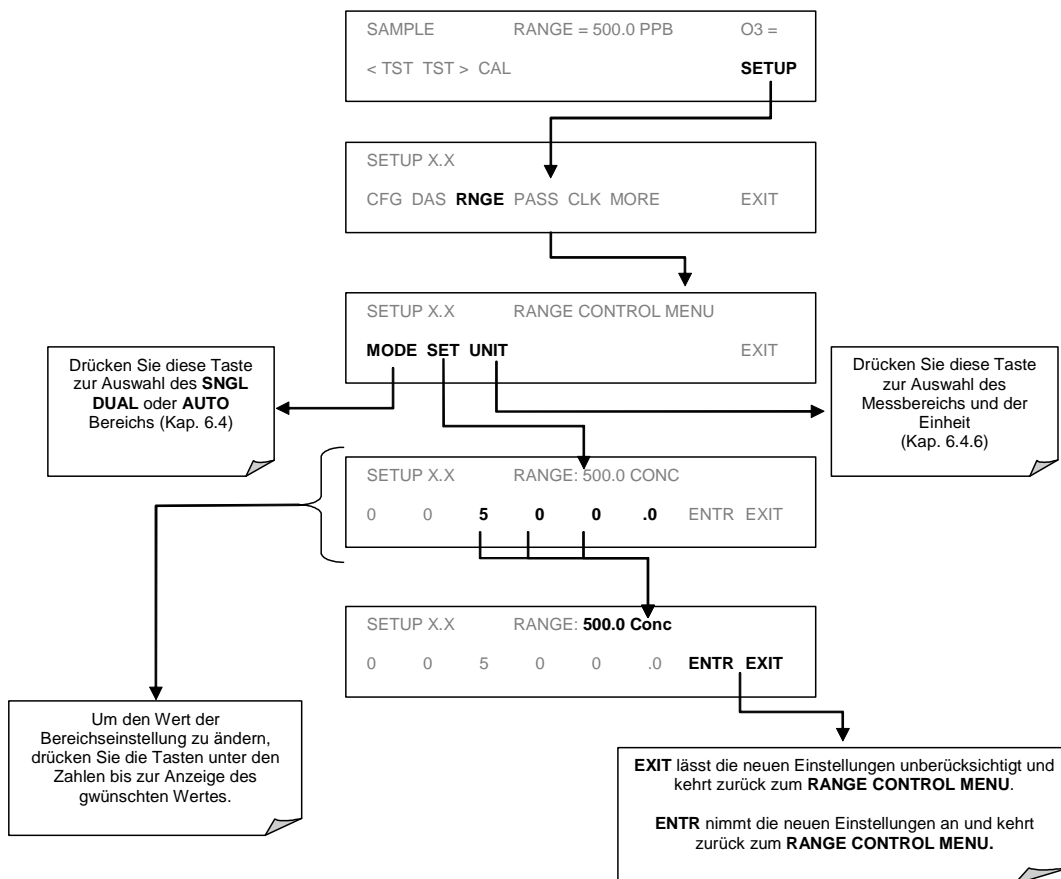 SAMPLE RANGE = 500.0 PPB O3 =
< TST TST > CAL SETUP
SETUP X.X
CFG DAS RNGE PASS CLK MORE EXIT
SETUP X.X RANGE CONTROL MENU
MODE SET UNIT EXIT
Drücken Sie diese Taste
zur Auswahl des SNGL
DUAL oder AUTO
Bereichs (Kap. 6.4)
Drücken Sie diese Taste
zur Auswahl des
Messbereichs und der
Einheit
(Kap. 6.4.6)
SETUP X.X RANGE: 500.0 CONC
0 0 5 0 0 .0 ENTR EXIT
SETUP X.X RANGE: 500.0 Conc
0 0 5 0 0 .0 ENTR EXIT
Um den Wert der
Bereichseinstellung zu ändern,
drücken Sie die Tasten unter den
Zahlen bis zur Anzeige des
gwünschten Wertes.
EXIT lässt die neuen Einstellungen unberücksichtigt und
kehrt zurück zum RANGE CONTROL MENU.
ENTR nimmt die neuen Einstellungen an und kehrt
zurück zum RANGE CONTROL MENU.